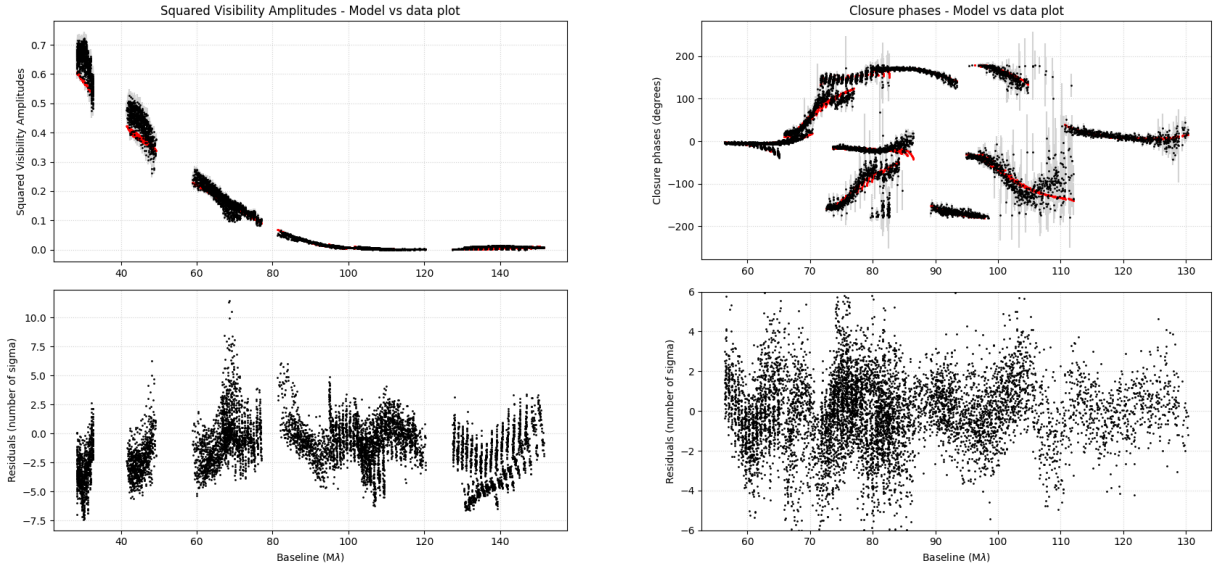 Squared Visibility Amplitudes - Model vs data plot
Squared Visibility Amplitudes
0.7
0.6
0.5
0.4
0.3
0.2
0.1
0.0
40 60 80 100 120 140
Residuals (number of sigma)
10.0
7.5
5.0
2.5
0.0
−2.5
−5.0
−7.5
40 60 80 100 120 140
Baseline (Mλ)
Closure phases - Model vs data plot
Closure phases (degrees)
200
100
0
−100
−200
60 70 80 90 100 110 120 130
Residuals (number of sigma)
6
4
2
0
−2
−4
−6
60 70 80 90 100 110 120 130
Baseline (Mλ)